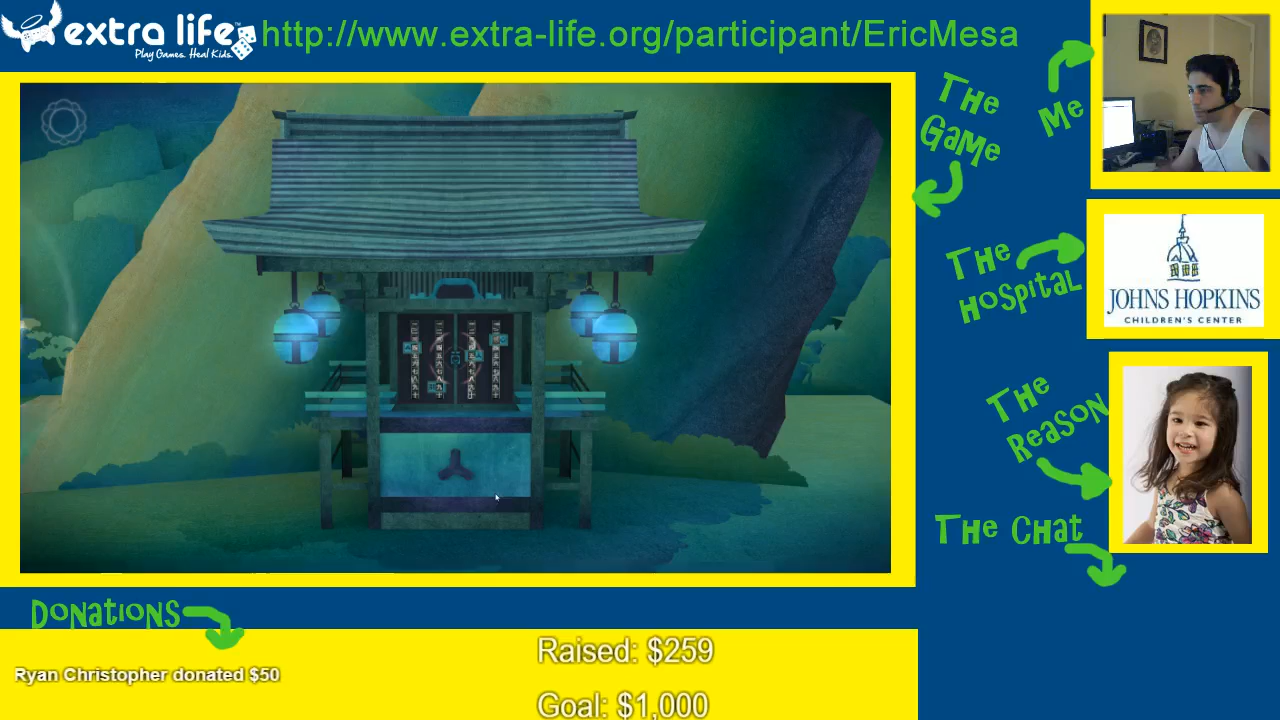 extra life
Play Games. Heal Kids.
http://www.extra-life.org/participant/EricMesa
The Game
Me
The Hospital
JOHNS HOPKINS
CHILDREN'S CENTER
The Reason
The Chat
Donations
Ryan Christopher donated $50
Raised: $259
Goal: $1,000